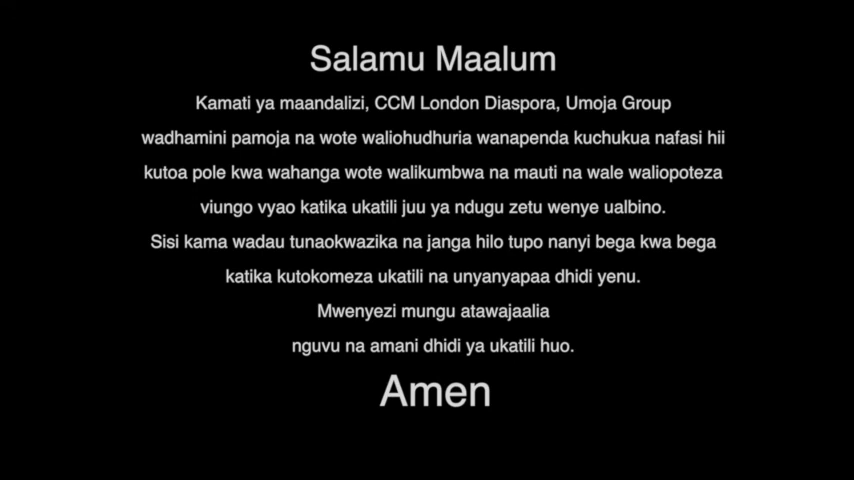 Salamu Maalum
Kamati ya maandalizi, CCM London Diaspora, Umoja Group
wadhamini pamoja na wote waliohudhuria wanapenda kuchukua nafasi hii
kutoa pole kwa wahanga wote walikumbwa na mauti na wale waliopoteza
viungo vyao katika ukatili juu ya ndugu zetu wenye ualbino.
Sisi kama wadau tunaokwazika na janga hilo tupo nanyi bega kwa bega
katika kutokomeza ukatili na unyanyapaa dhidi yenu.
Mwenyezi mungu atawajaalia
nguvu na amani dhidi ya ukatili huo.
Amen